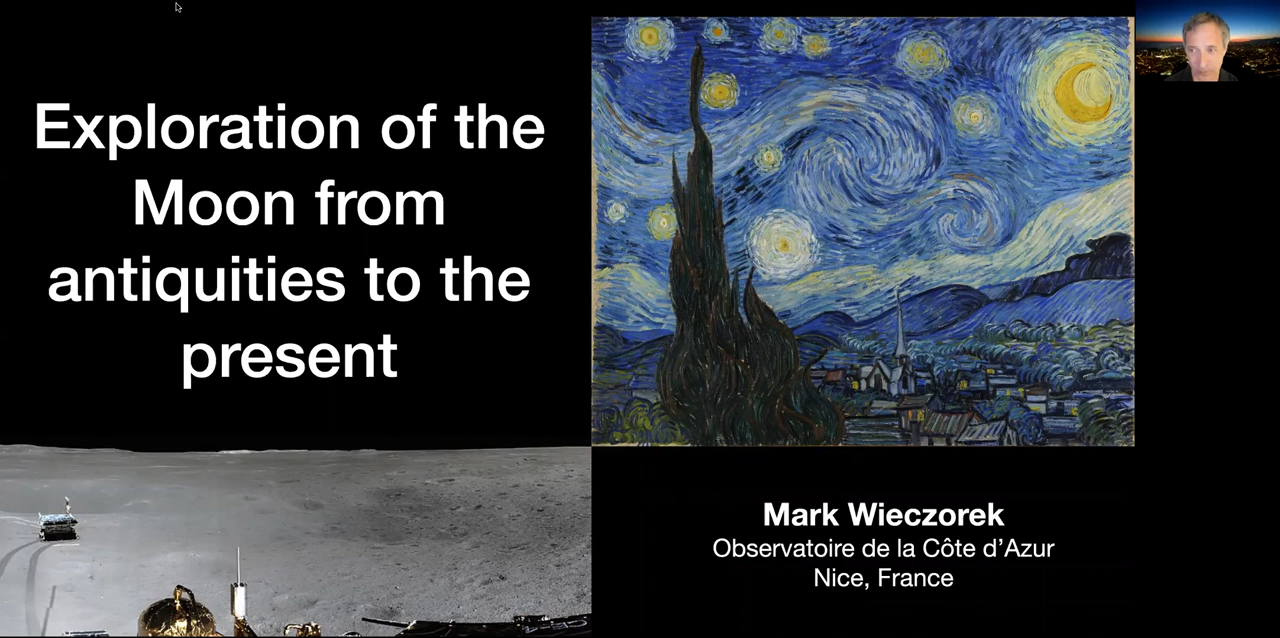 Exploration of the
Moon from
antiquities to the
present
Mark Wieczorek
Observatoire de la Côte d'Azur
Nice, France